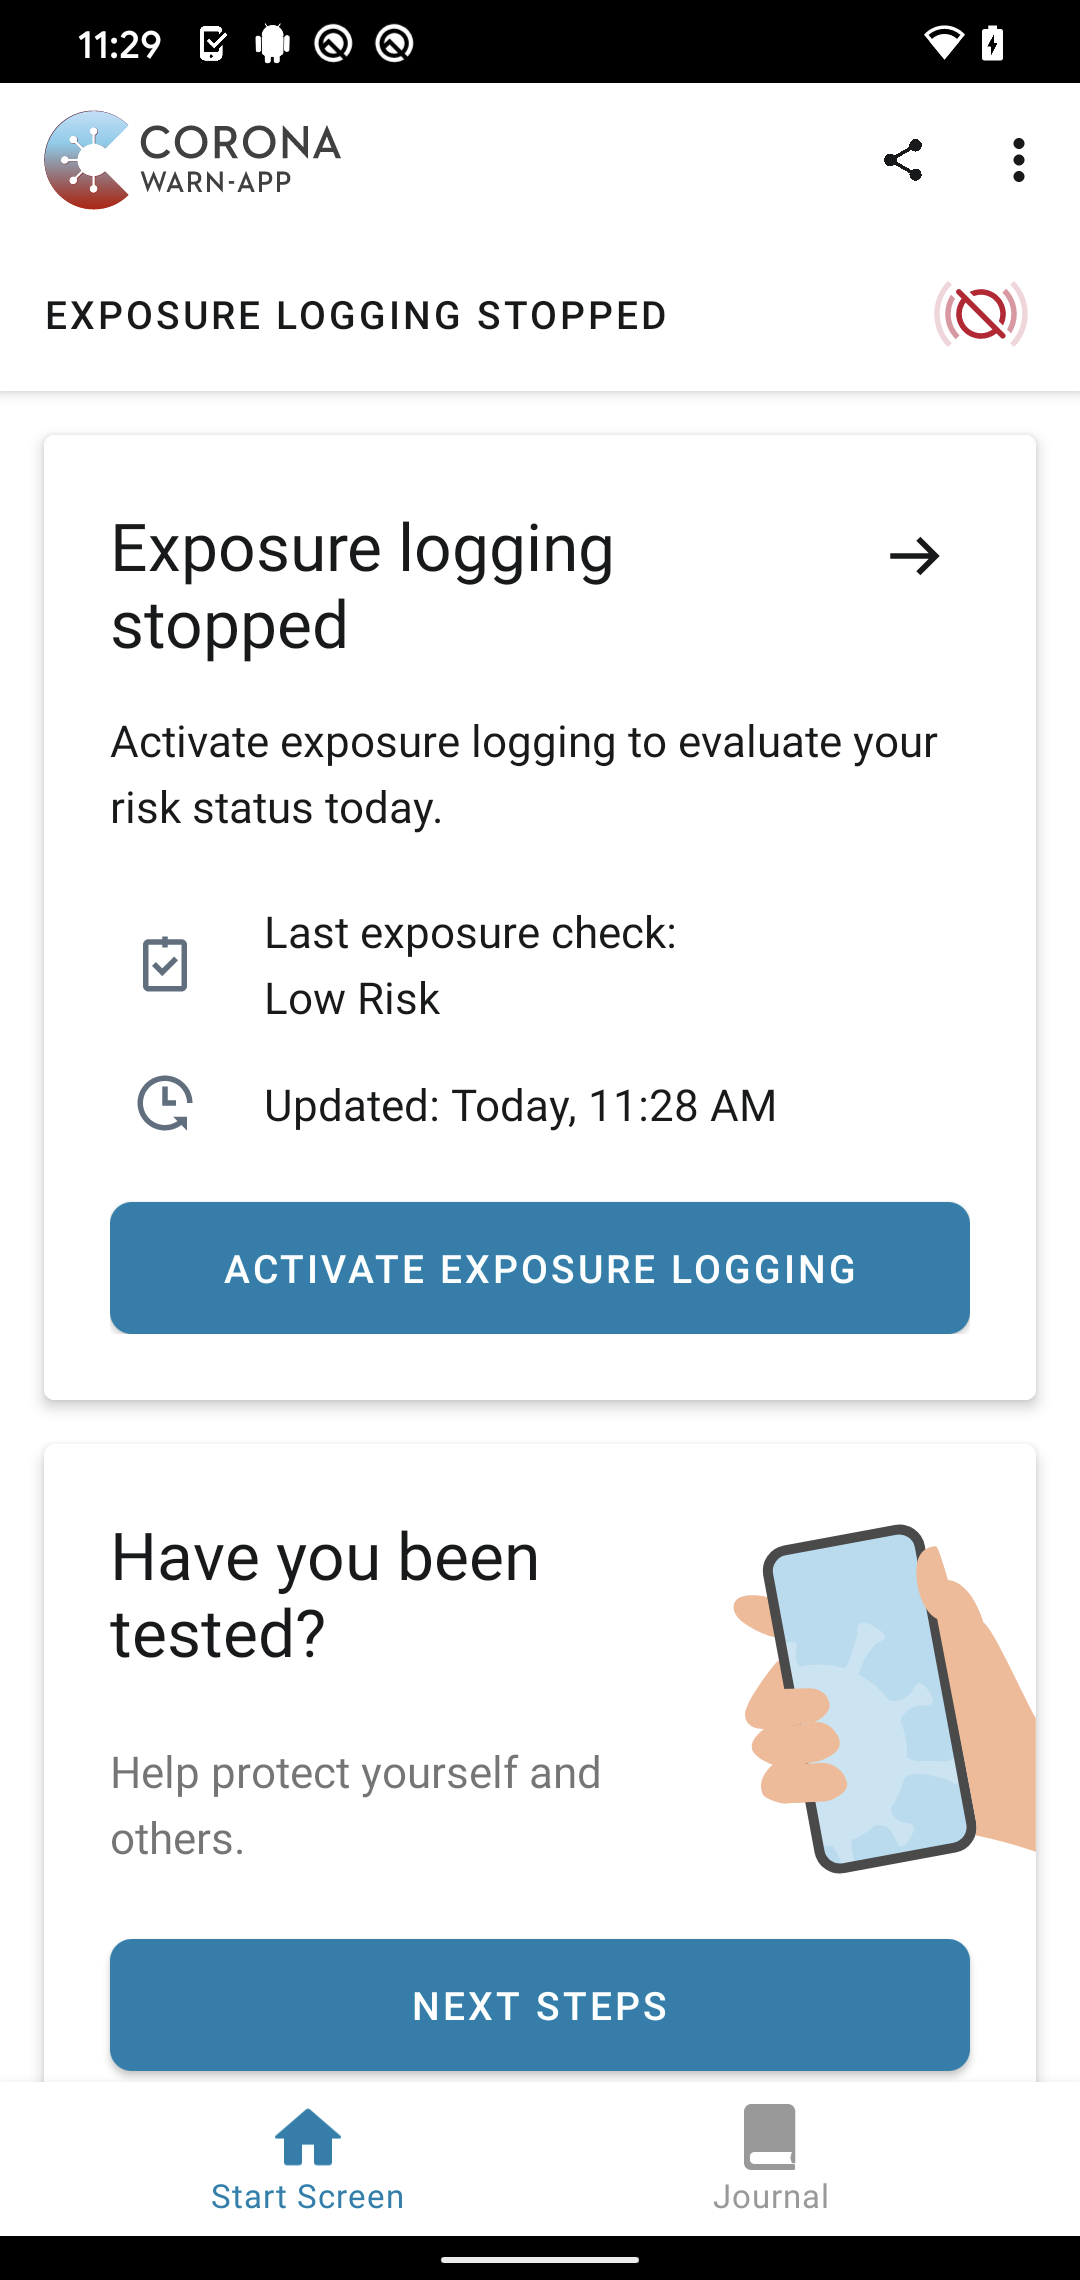 11:29
CORONA
WARN-APP
EXPOSURE LOGGING STOPPED
Exposure logging
stopped
Activate exposure logging to evaluate your
risk status today.
Last exposure check:
Low Risk
Updated: Today, 11:28 AM
ACTIVATE EXPOSURE LOGGING
Have you been
tested?
Help protect yourself and
others.
NEXT STEPS
Start Screen
Journal